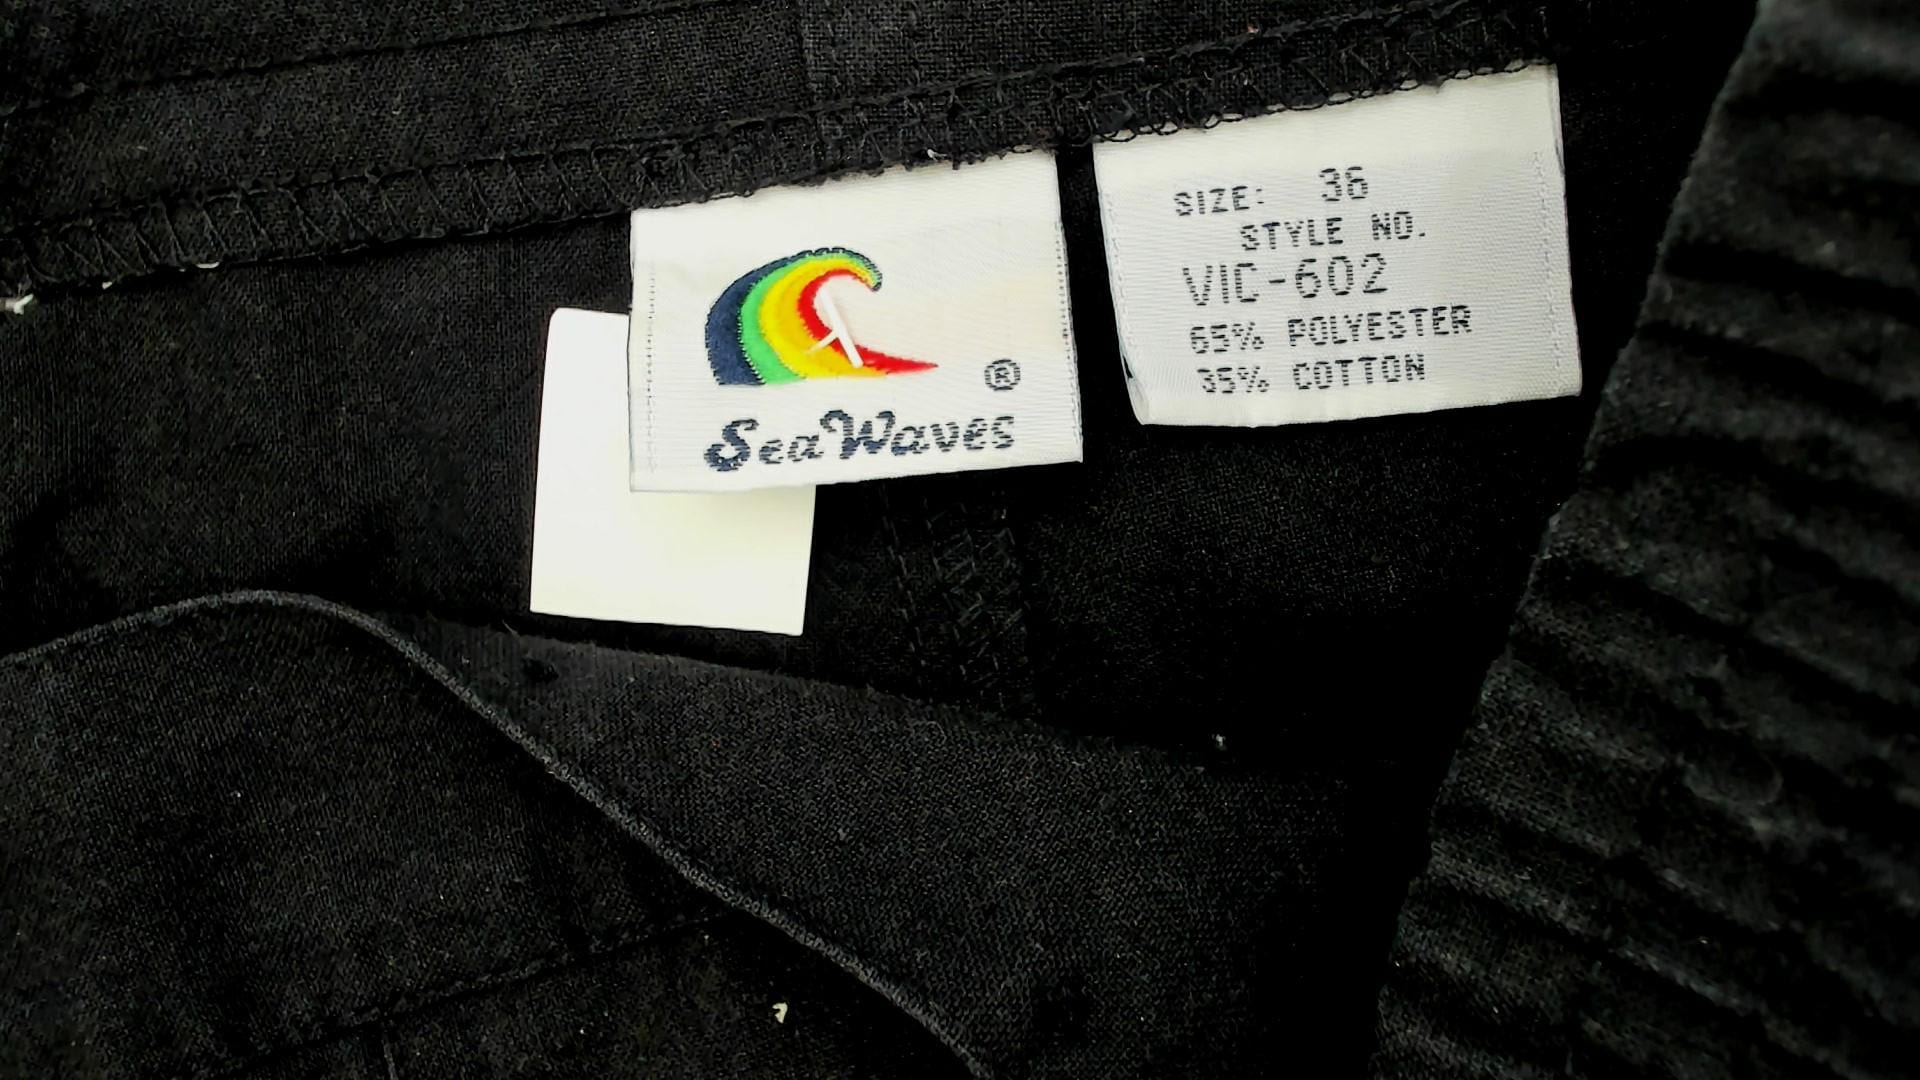 SeaWaves ®
SIZE: 36
STYLE NO.
VIC-602
65% POLYESTER
35% COTTON